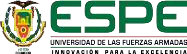 ESPE
UNIVERSIDAD DE LAS FUERZAS ARMADAS
INNOVACIÓN PARA LA EXCELENCIA